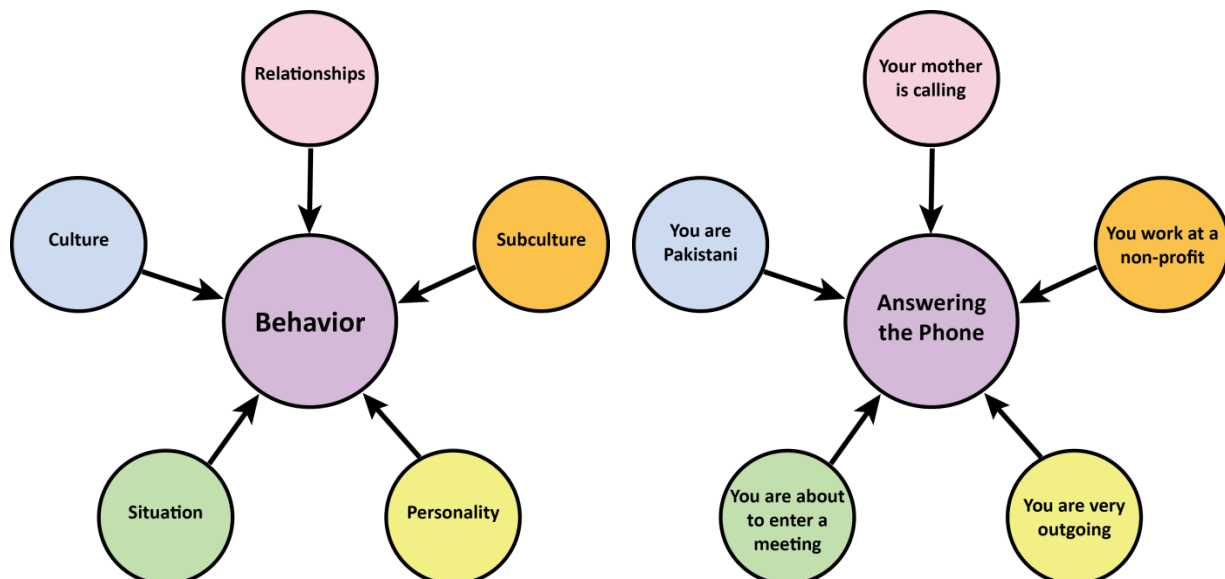 Relationships
Culture
Subculture
Behavior
Situation
Personality
Your mother
is calling
You are
Pakistani
You work at a
non-profit
Answering
the Phone
You are about
to enter a
meeting
You are very
outgoing